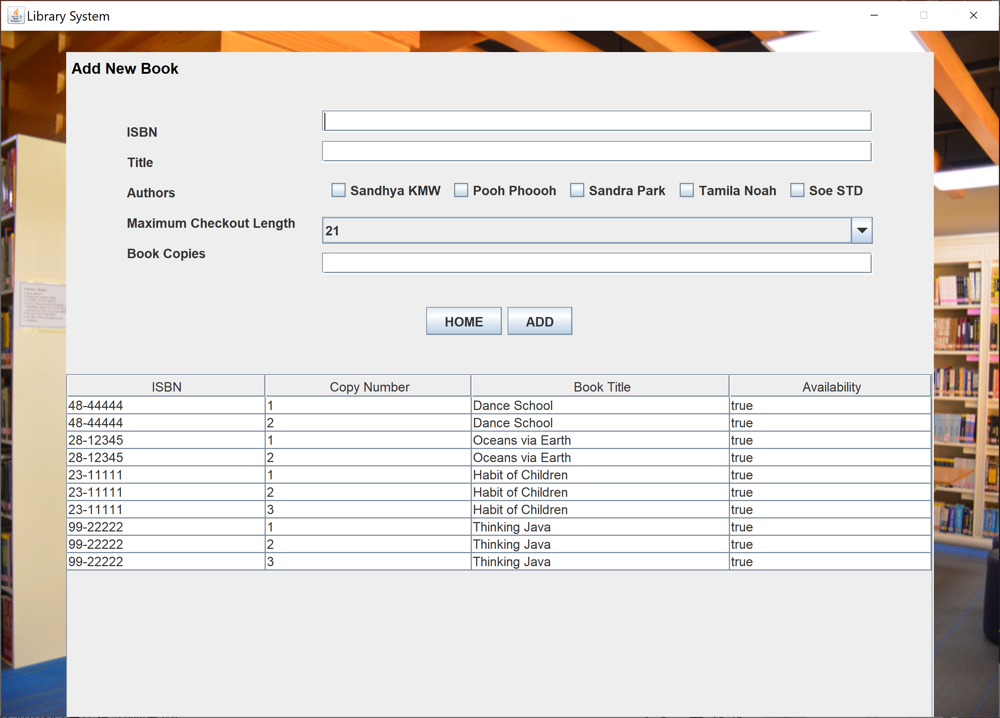 Library System
Add New Book
ISBN
Title
Authors Sandhya KMW Pooh Phoooh Sandra Park Tamila Noah Soe STD
Maximum Checkout Length 21
Book Copies
HOME ADD
ISBN Copy Number Book Title Availability
48-44444 1 Dance School true
48-44444 2 Dance School true
28-12345 1 Oceans via Earth true
28-12345 2 Oceans via Earth true
23-11111 1 Habit of Children true
23-11111 2 Habit of Children true
23-11111 3 Habit of Children true
99-22222 1 Thinking Java true
99-22222 2 Thinking Java true
99-22222 3 Thinking Java true